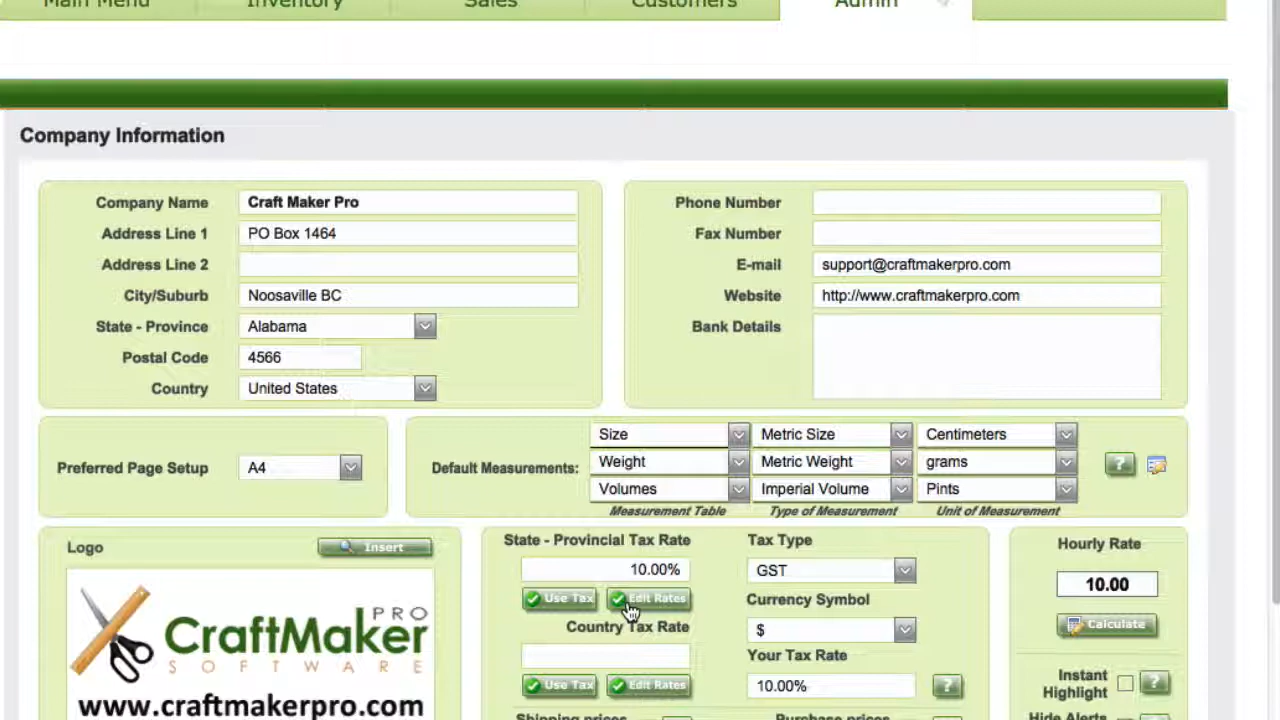 Main Menu Inventory Sales Customers Admin
Company Information
Company Name Craft Maker Pro
Address Line 1 PO Box 1464
Address Line 2
City/Suburb Noosaville BC
State - Province Alabama
Postal Code 4566
Country United States
Phone Number
Fax Number
E-mail support@craftmakerpro.com
Website http://www.craftmakerpro.com
Bank Details
Preferred Page Setup A4
Default Measurements:
Size Metric Size Centimeters
Weight Metric Weight grams
Volumes Imperial Volume Pints
Measurement Table Type of Measurement Unit of Measurement
?
Logo Insert
PRO
CraftMaker
SOFTWARE
www.craftmakerpro.com
State - Provincial Tax Rate
10.00%
Use Tax Edit Rates
Country Tax Rate
Use Tax Edit Rates
Shipping prices
Tax Type
GST
Currency Symbol
$
Your Tax Rate
10.00% ?
Purchase prices
Hourly Rate
10.00
Calculate
Instant
Highlight ?
Hide Alerts